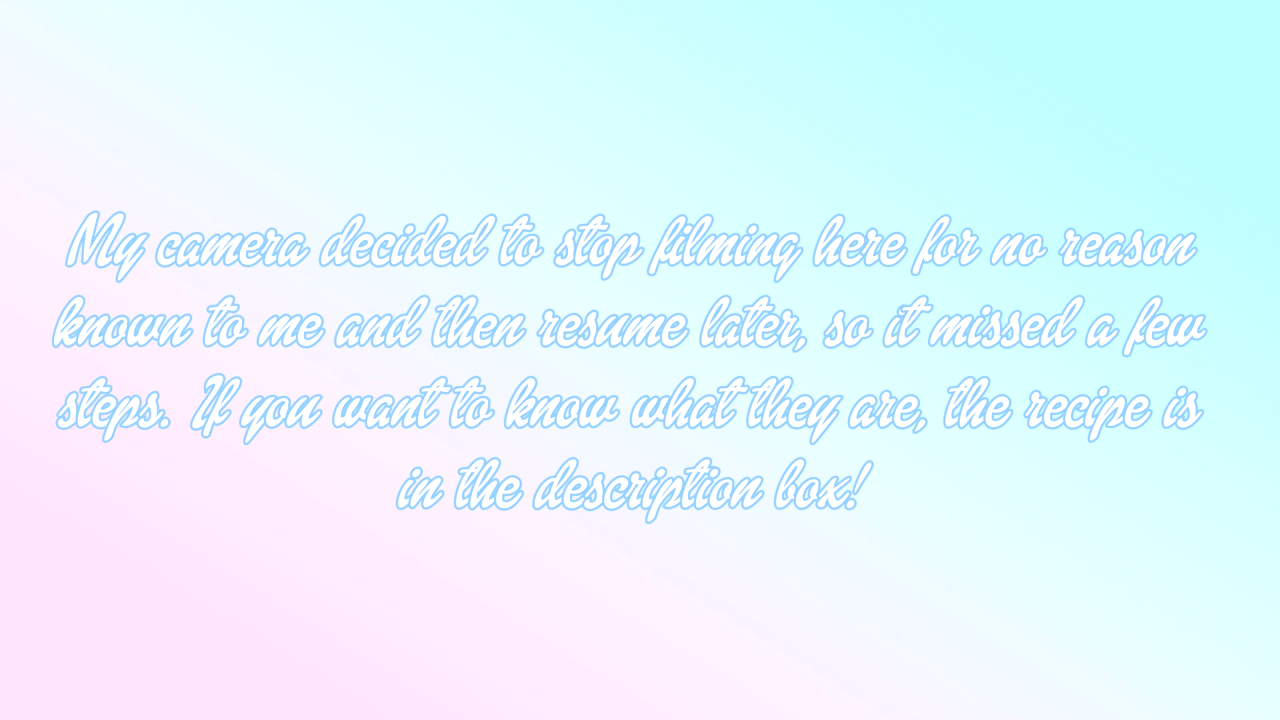 My camera decided to stop filming here for no reason
known to me and then resume later, so it missed a few
steps. If you want to know what they are, the recipe is
in the description box!